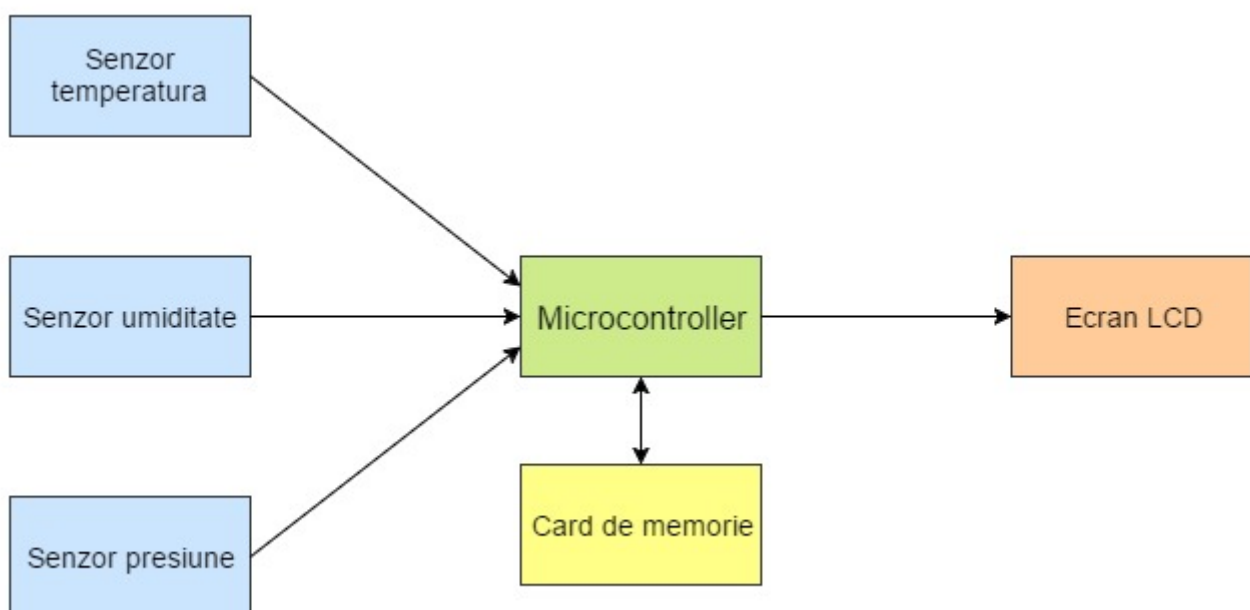 Senzor
temperatura
Senzor umiditate
Microcontroller
Ecran LCD
Card de memorie
Senzor presiune